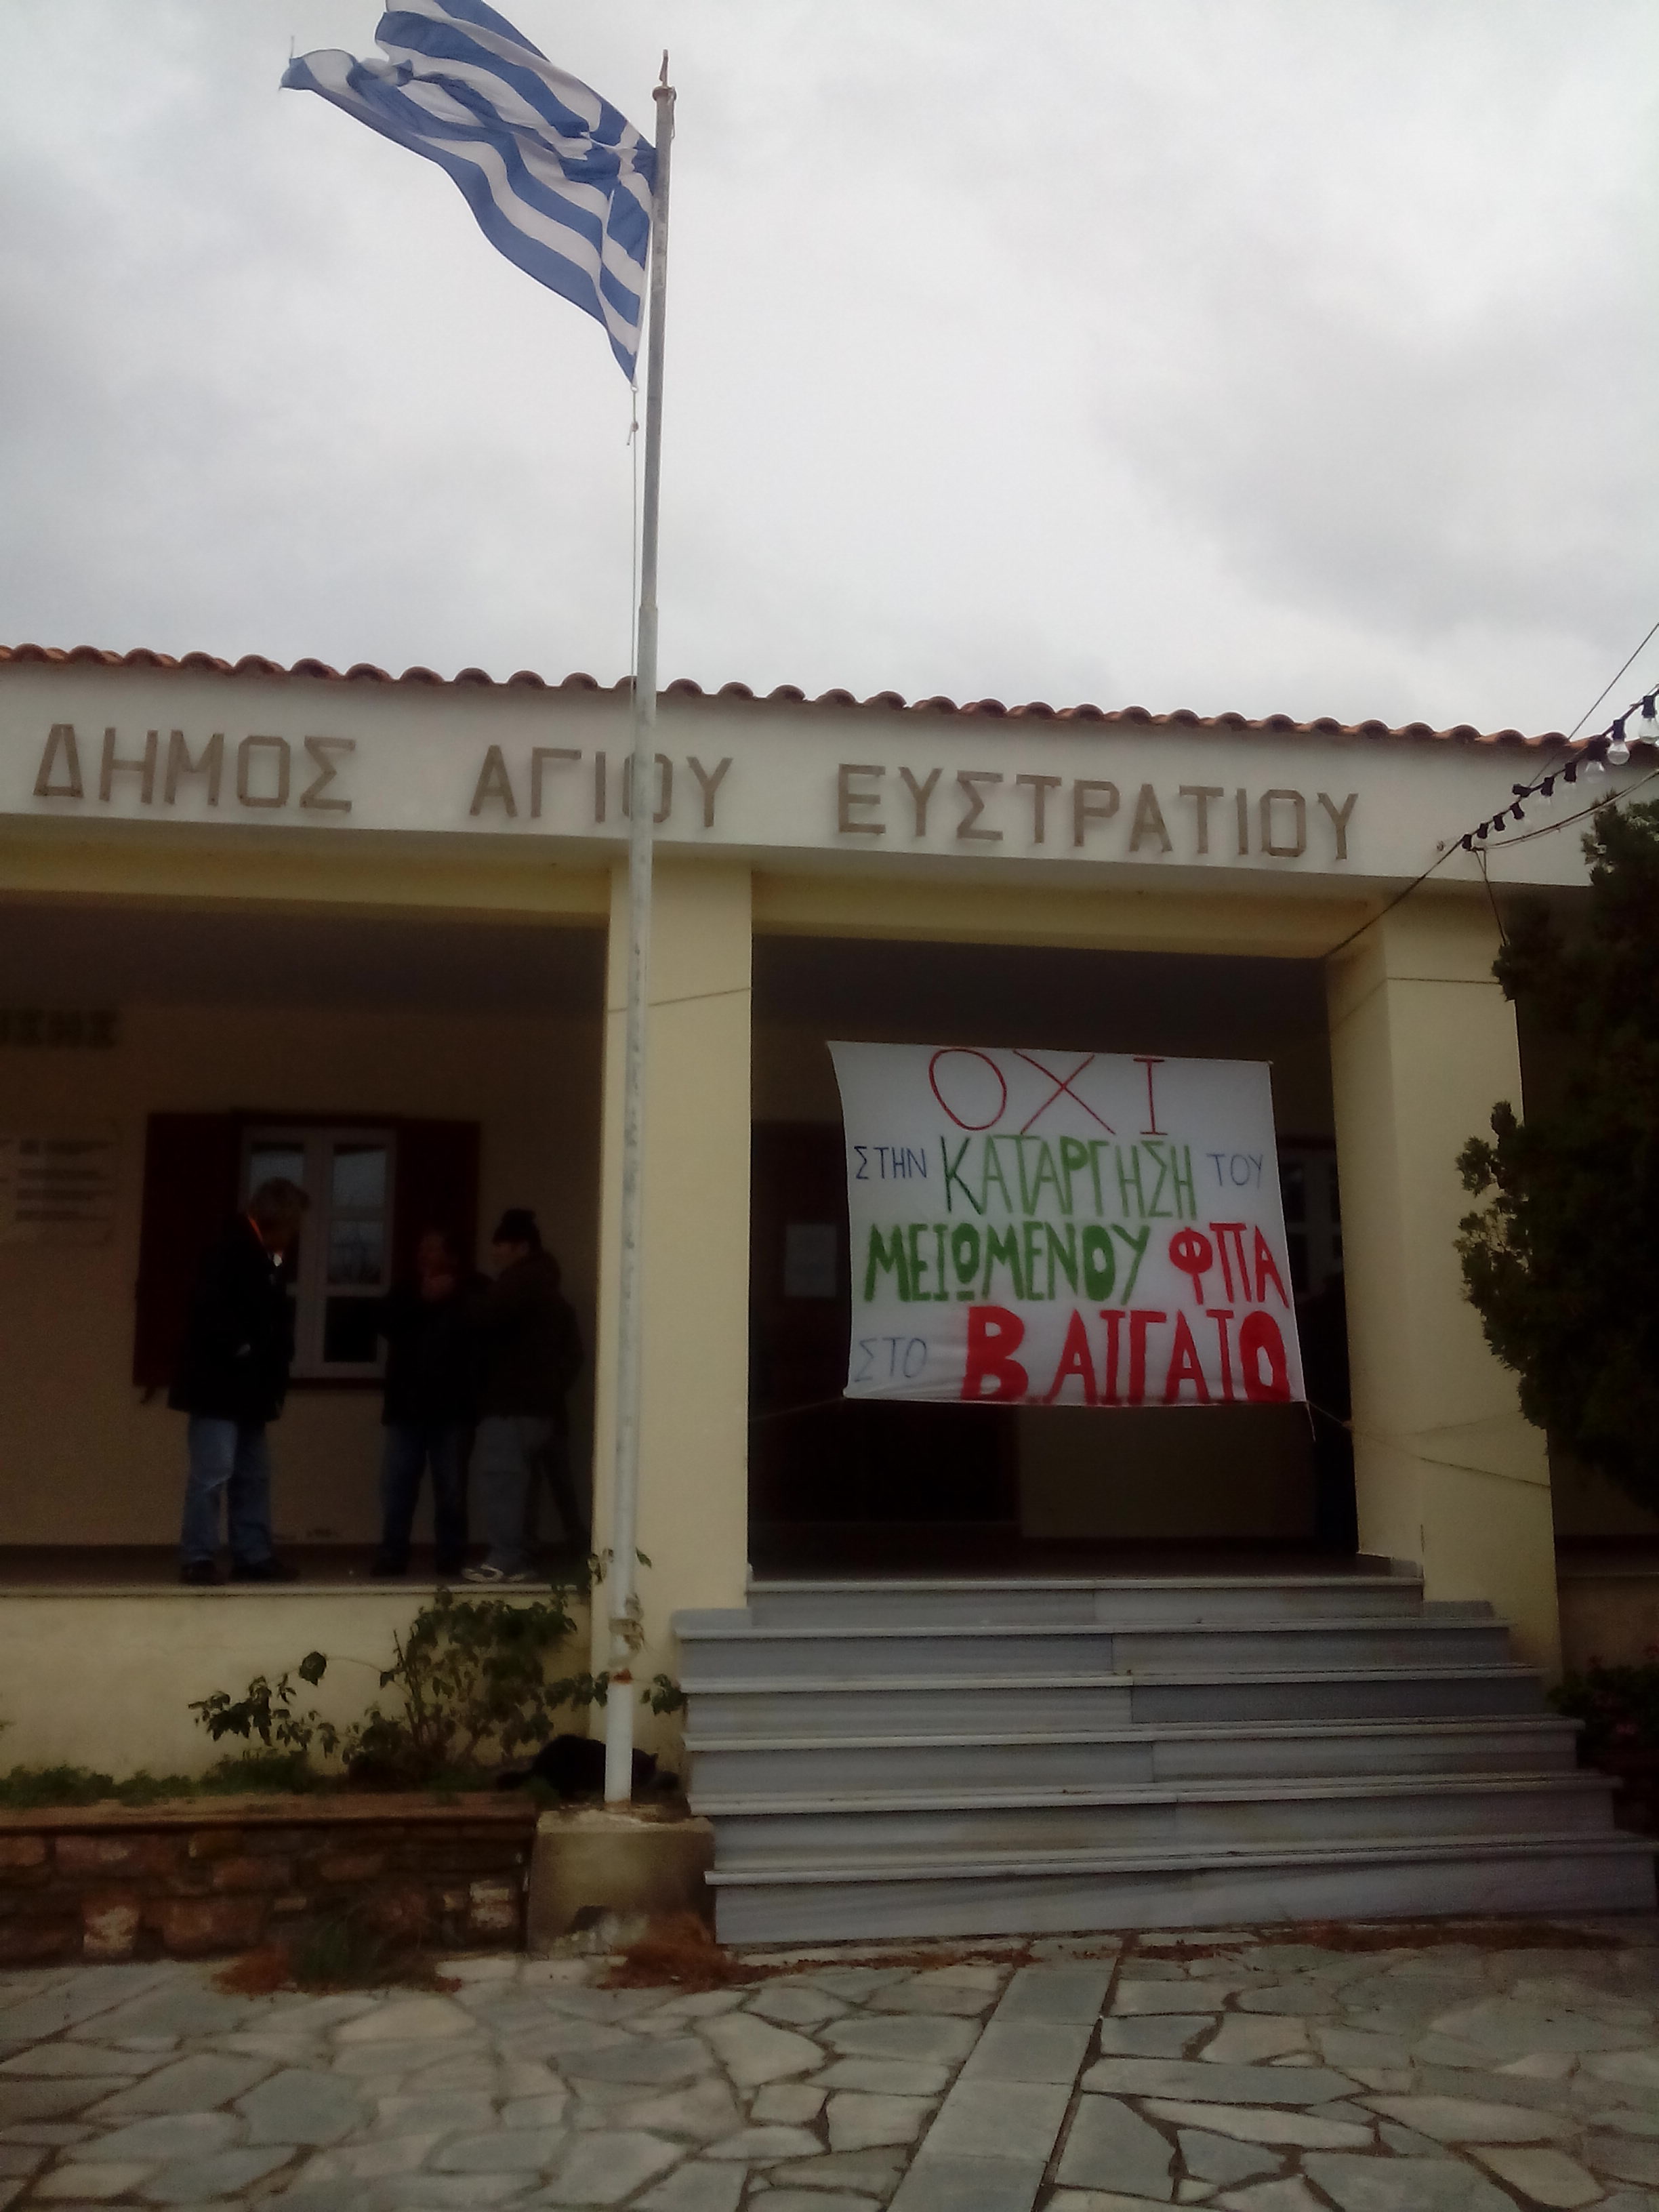 ΔΗΜΟΣ ΑΓΙΟΥ ΕΥΣΤΡΑΤΙΟΥ
ΟΧΙ
ΣΤΗΝ ΚΑΤΑΡΓΗΣΗ ΤΟΥ
ΜΕΙΩΜΕΝΟΥ ΦΠΑ
ΣΤΟ Β.ΑΙΓΑΙΟ